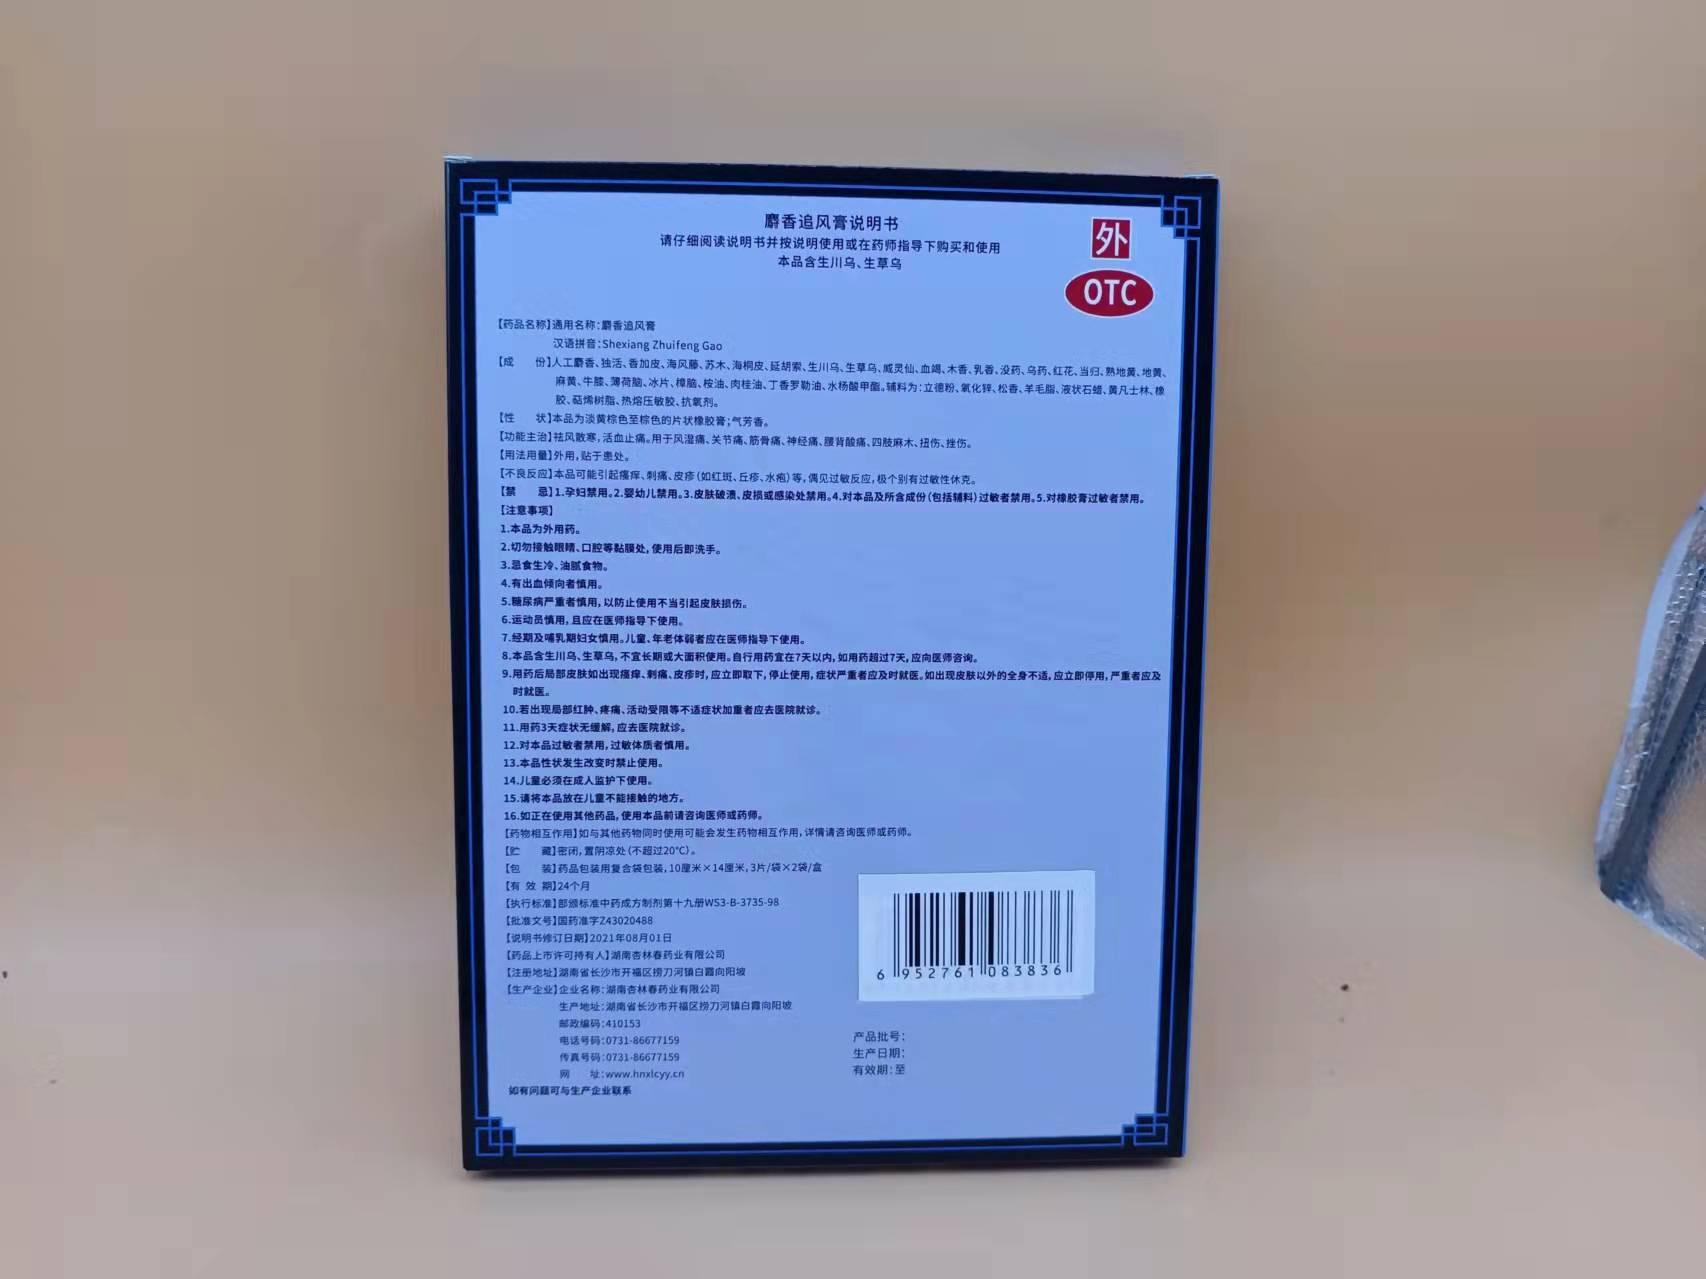 麝香追风膏说明书
请仔细阅读说明书并按说明使用或在药师指导下购买和使用
本品含生川乌、生草乌
外
OTC
【药品名称】通用名称:麝香追风膏
汉语拼音:Shexiang Zhuifeng Gao
【成 份】人工麝香、独活、香加皮、海风藤、苏木、海桐皮、延胡索、生川乌、生草乌、威灵仙、血竭、木香、乳香、没药、乌药、红花、当归、熟地黄、地黄、
麻黄、牛膝、薄荷脑、冰片、樟脑、桉油、肉桂油、丁香罗勒油、水杨酸甲酯。辅料为:立德粉、氧化锌、松香、羊毛脂、液状石蜡、黄凡士林、橡
胶、萜烯树脂、热熔压敏胶、抗氧剂。
【性 状】本品为淡黄棕色至棕色的片状橡胶膏;气芳香。
【功能主治】祛风散寒,活血止痛。用于风湿痛、关节痛、筋骨痛、神经痛、腰背酸痛、四肢麻木、扭伤、挫伤。
【用法用量】外用,贴于患处。
【不良反应】本品可能引起瘙痒、刺痛、皮疹(如红斑、丘疹、水疱)等,偶见过敏反应,极个别有过敏性休克。
【禁 忌】1.孕妇禁用。2.婴幼儿禁用。3.皮肤破溃、皮损或感染处禁用。4.对本品及所含成份(包括辅料)过敏者禁用。5.对橡胶膏过敏者禁用。
【注意事项】
1.本品为外用药。
2.切勿接触眼睛、口腔等黏膜处,使用后即洗手。
3.忌食生冷、油腻食物。
4.有出血倾向者慎用。
5.糖尿病严重者慎用,以防止使用不当引起皮肤损伤。
6.运动员慎用,且应在医师指导下使用。
7.经期及哺乳期妇女慎用。儿童、年老体弱者应在医师指导下使用。
8.本品含生川乌、生草乌,不宜长期或大面积使用。自行用药宜在7天以内,如用药超过7天,应向医师咨询。
9.用药后局部皮肤如出现瘙痒、刺痛、皮疹时,应立即取下,停止使用,症状严重者应及时就医。如出现皮肤以外的全身不适,应立即停用,严重者应及
时就医。
10.若出现局部红肿、疼痛、活动受限等不适症状加重者应去医院就诊。
11.用药3天症状无缓解,应去医院就诊。
12.对本品过敏者禁用,过敏体质者慎用。
13.本品性状发生改变时禁止使用。
14.儿童必须在成人监护下使用。
15.请将本品放在儿童不能接触的地方。
16.如正在使用其他药品,使用本品前请咨询医师或药师。
【药物相互作用】如与其他药物同时使用可能会发生药物相互作用,详情请咨询医师或药师。
【贮 藏】密闭,置阴凉处(不超过20℃)。
【包 装】药品包装用复合袋包装,10厘米×14厘米,3片/袋×2袋/盒
【有 效 期】24个月
【执行标准】部颁标准中药成方制剂第十九册WS3-B-3735-98
【批准文号】国药准字Z43020488
【说明书修订日期】2021年08月01日
【药品上市许可持有人】湖南杏林春药业有限公司
【注册地址】湖南省长沙市开福区捞刀河镇白霞向阳坡
【生产企业】企业名称:湖南杏林春药业有限公司
生产地址:湖南省长沙市开福区捞刀河镇白霞向阳坡
邮政编码:410153
电话号码:0731-86677159
传真号码:0731-86677159
网 址:www.hnxlcyy.cn
如有问题可与生产企业联系
6 952761 083836
产品批号:
生产日期:
有效期:至